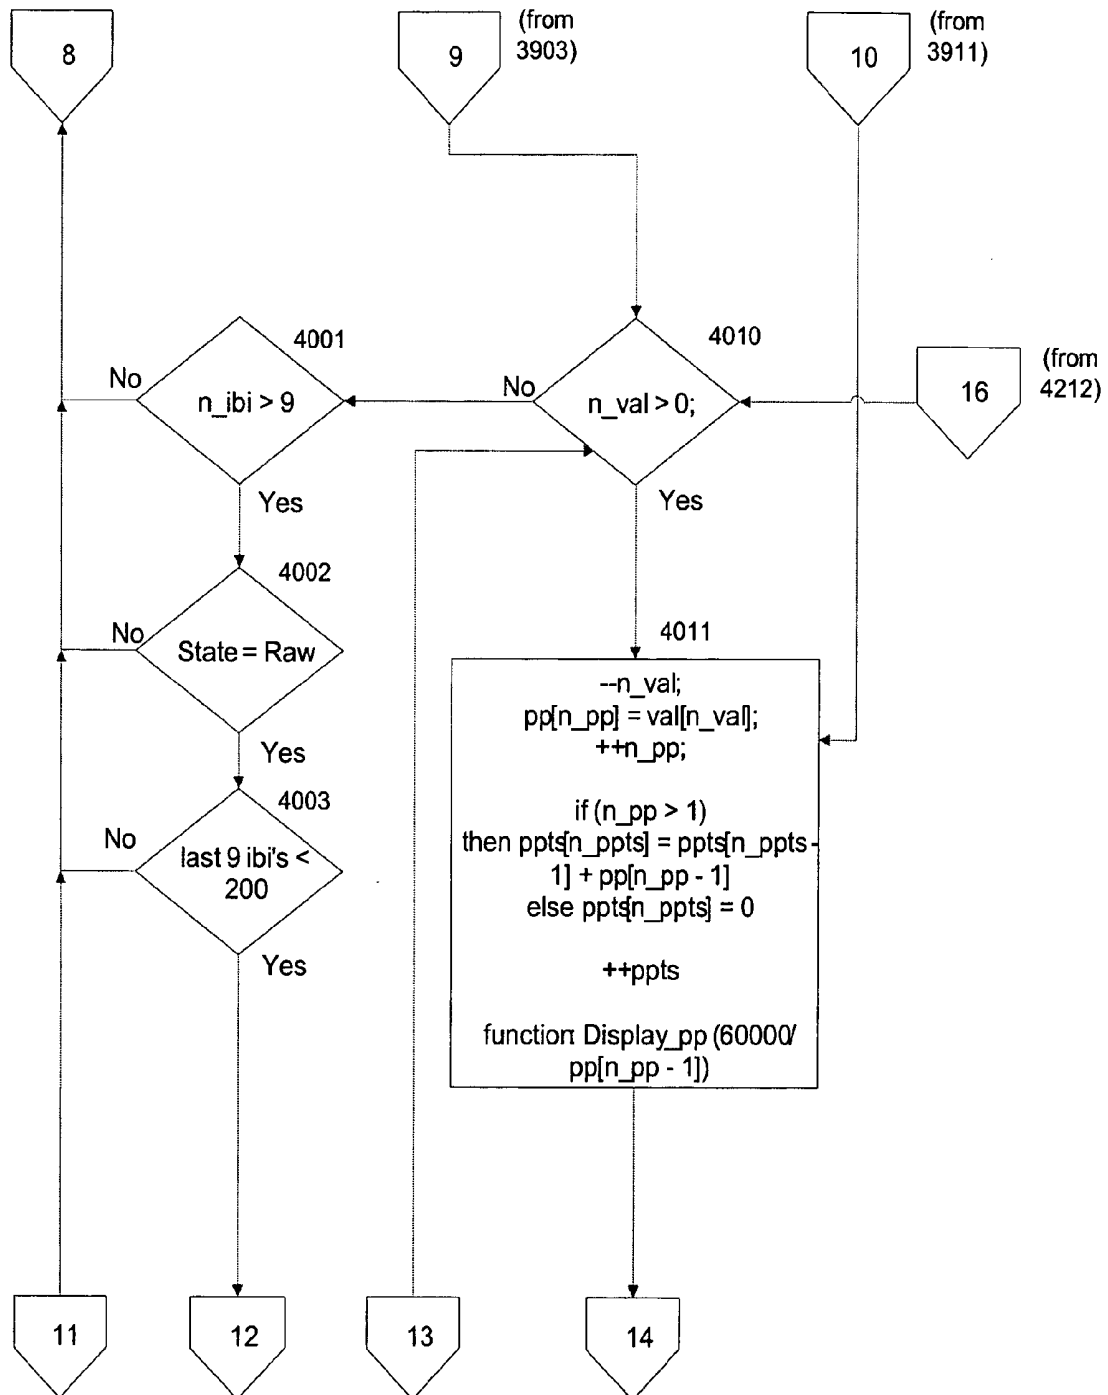 8
(from
3903)
9
(from
3911)
10
4001
No
n_ibi > 9
Yes
4010
No
n_val > 0;
Yes
(from
4212)
16
4002
No
State = Raw
Yes
4003
No
last 9 ibi's <
200
Yes
4011
--n_val;
pp[n_pp] = val[n_val];
++n_pp;
if (n_pp > 1)
then ppts[n_ppts] = ppts[n_ppts -
1] + pp[n_pp - 1]
else ppts[n_ppts] = 0
++ppts
function: Display_pp (60000/
pp[n_pp - 1])
11
12
13
14